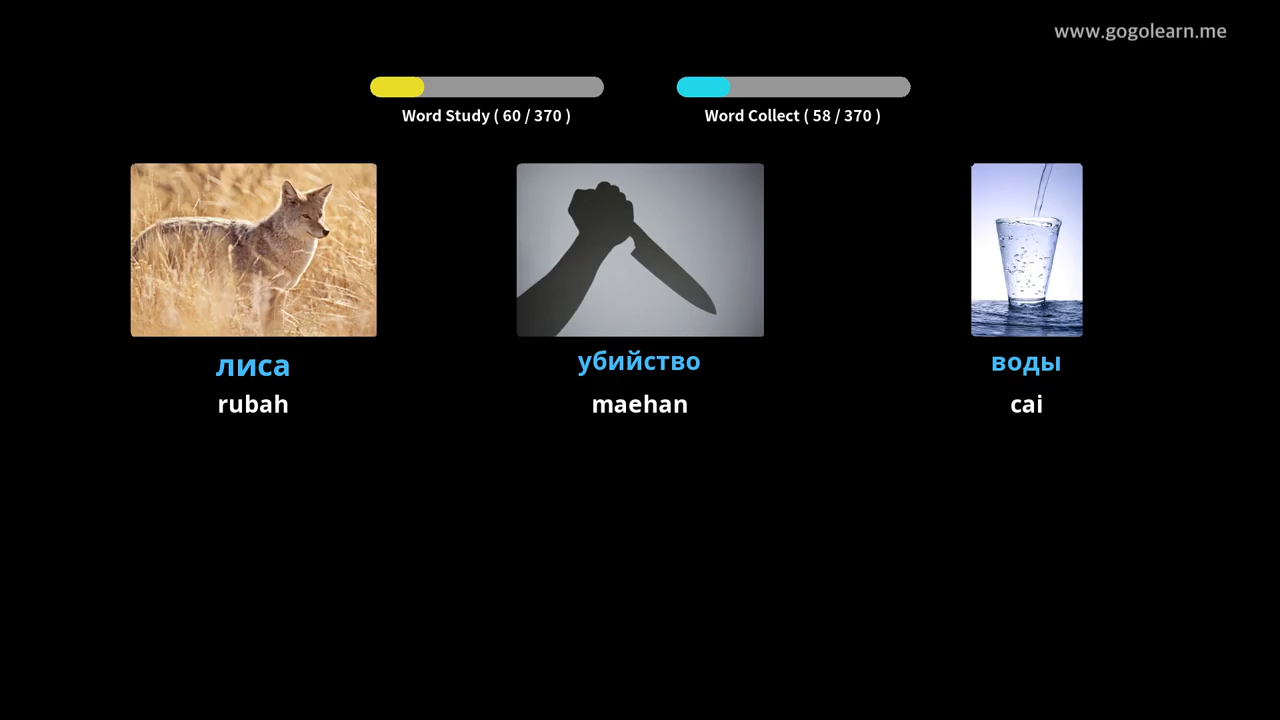 www.gogolearn.me
Word Study ( 60 / 370 )
Word Collect ( 58 / 370 )
лиса
убийство
воды
rubah
maehan
cai